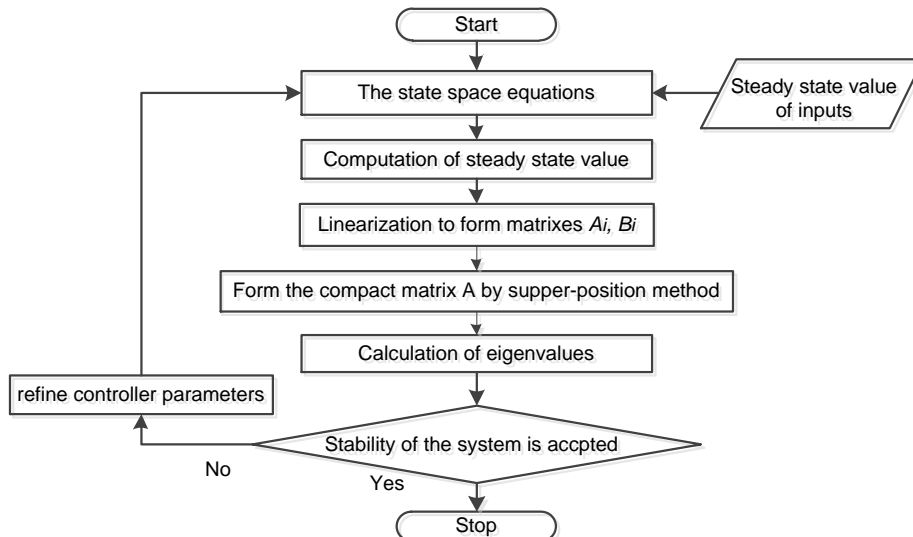 Start
The state space equations
Steady state value
of inputs
Computation of steady state value
Linearization to form matrixes Ai, Bi
Form the compact matrix A by supper-position method
Calculation of eigenvalues
refine controller parameters
Stability of the system is accpted
No
Yes
Stop